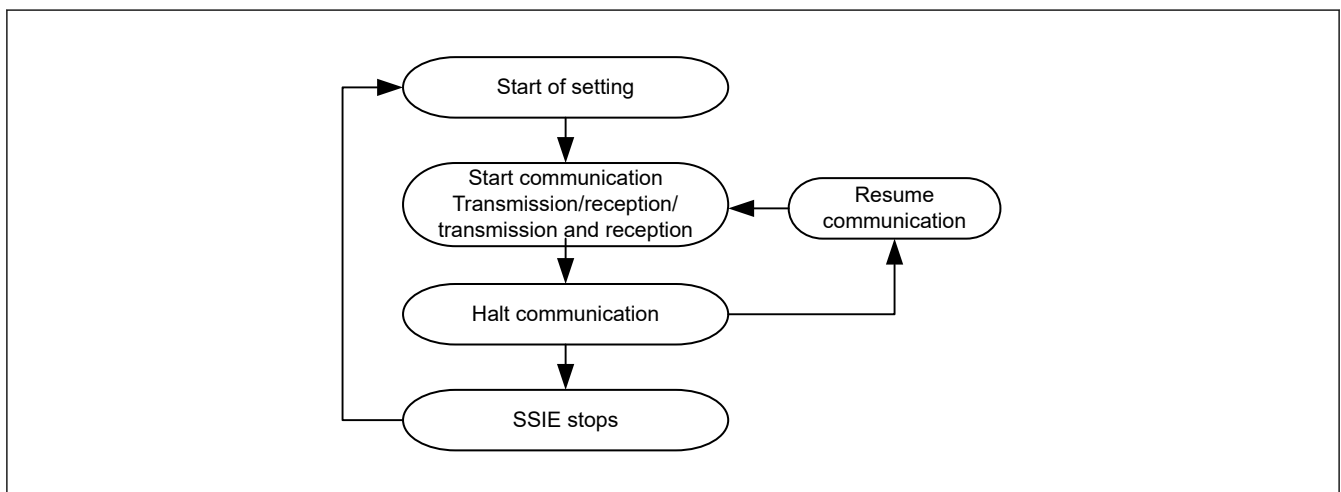 Start of setting
Start communication
Transmission/reception/
transmission and reception
Resume
communication
Halt communication
SSIE stops